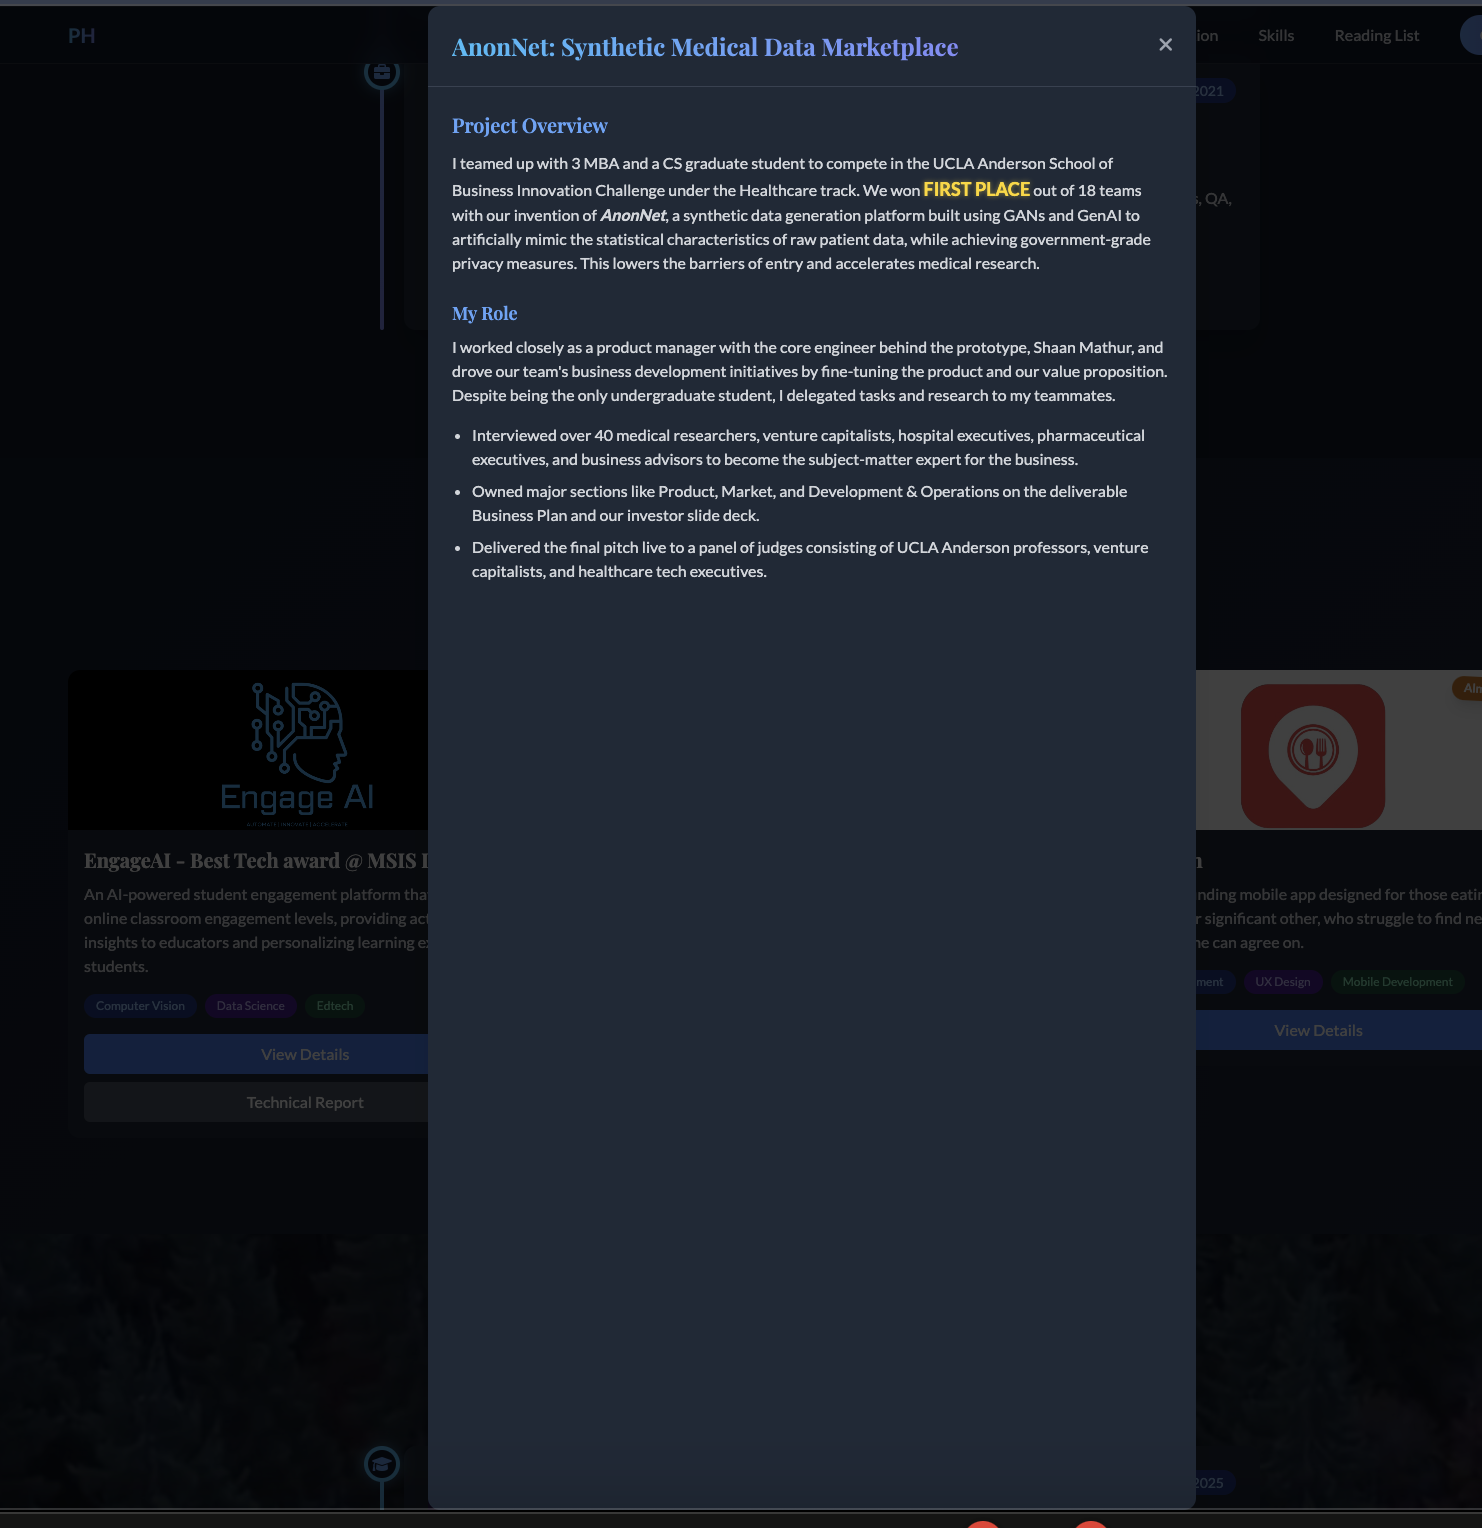 PH
ion
Skills
Reading List
AnonNet: Synthetic Medical Data Marketplace
2021
Project Overview
I teamed up with 3 MBA and a CS graduate student to compete in the UCLA Anderson School of
Business Innovation Challenge under the Healthcare track. We won FIRST PLACE out of 18 teams
with our invention of AnonNet, a synthetic data generation platform built using GANs and GenAI to
artificially mimic the statistical characteristics of raw patient data, while achieving government-grade
privacy measures. This lowers the barriers of entry and accelerates medical research.
s, QA,
My Role
I worked closely as a product manager with the core engineer behind the prototype, Shaan Mathur, and
drove our team's business development initiatives by fine-tuning the product and our value proposition.
Despite being the only undergraduate student, I delegated tasks and research to my teammates.
• Interviewed over 40 medical researchers, venture capitalists, hospital executives, pharmaceutical
executives, and business advisors to become the subject-matter expert for the business.
• Owned major sections like Product, Market, and Development & Operations on the deliverable
Business Plan and our investor slide deck.
• Delivered the final pitch live to a panel of judges consisting of UCLA Anderson professors, venture
capitalists, and healthcare tech executives.
Engage AI
EngageAI - Best Tech award @ MSIS
An AI-powered student engagement platform tha
online classroom engagement levels, providing act
insights to educators and personalizing learning e
students.
Computer Vision
Data Science
Edtech
View Details
Technical Report
nding mobile app designed for those eatin
r significant other, who struggle to find ne
ne can agree on.
ment
UX Design
Mobile Development
View Details
2025